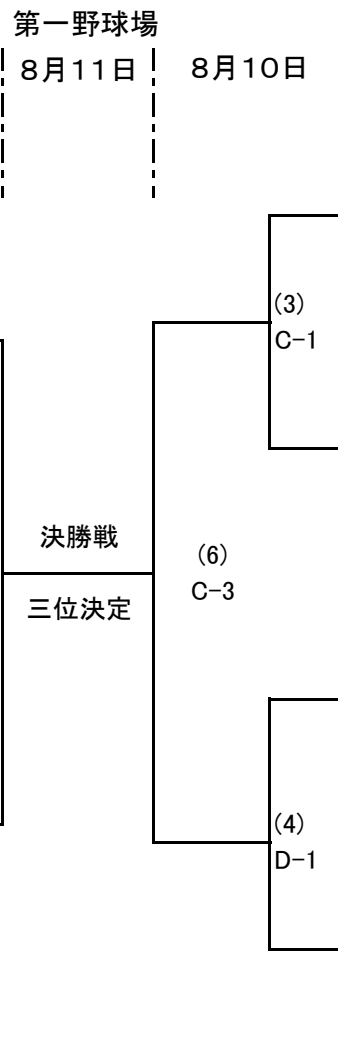 第一野球場
８月１１日
８月１０日
(3)
C-1
決勝戦
三位決定
(6)
C-3
(4)
D-1